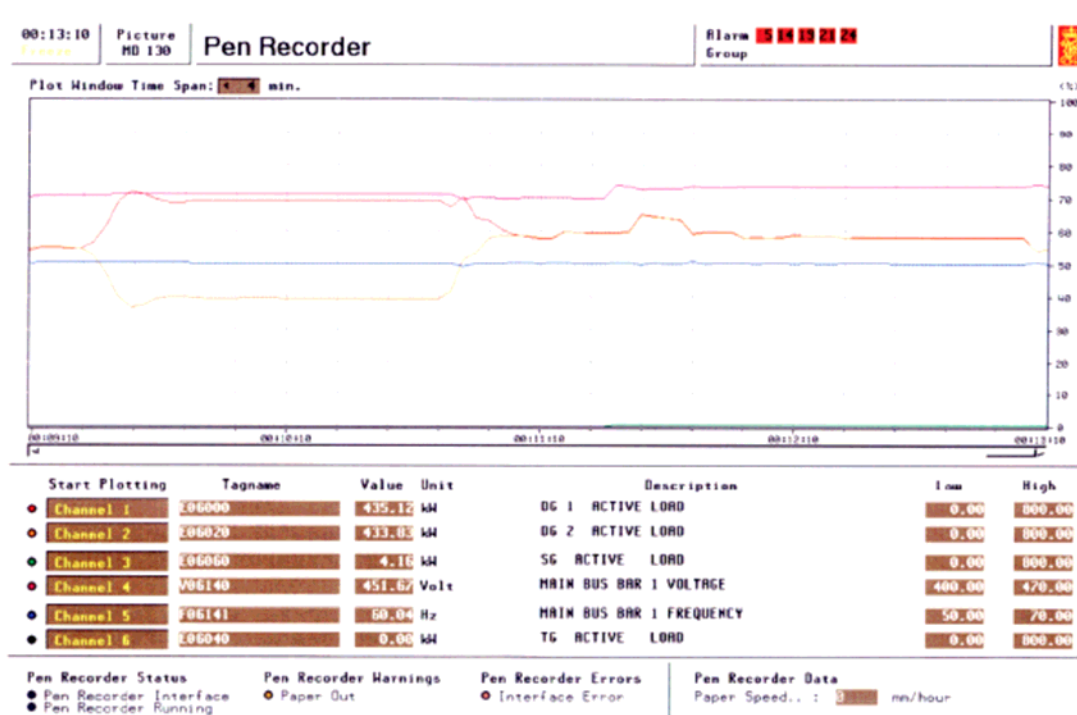 00:13:10 Picture Pen Recorder Alarm 5 14 19 21 24
Freeze MD 130 Group
Plot Window Time Span: 4 min.
(%)
100
90
80
70
60
50
40
30
20
10
0
00:09:10 00:10:10 00:11:10 00:12:10 00:13:10
Start Plotting Tagname Value Unit Description Low High
Channel 1 E06000 435.12 kW DG 1 ACTIVE LOAD 0.00 800.00
Channel 2 E06020 433.83 kW DG 2 ACTIVE LOAD 0.00 800.00
Channel 3 E06060 4.16 kW SG ACTIVE LOAD 0.00 800.00
Channel 4 V06140 451.67 Volt MAIN BUS BAR 1 VOLTAGE 400.00 470.00
Channel 5 F06141 60.04 Hz MAIN BUS BAR 1 FREQUENCY 50.00 70.00
Channel 6 E06040 0.00 kW TG ACTIVE LOAD 0.00 800.00
Pen Recorder Status Pen Recorder Warnings Pen Recorder Errors Pen Recorder Data
Pen Recorder Interface Paper Out Interface Error Paper Speed.. : mm/hour
Pen Recorder Running